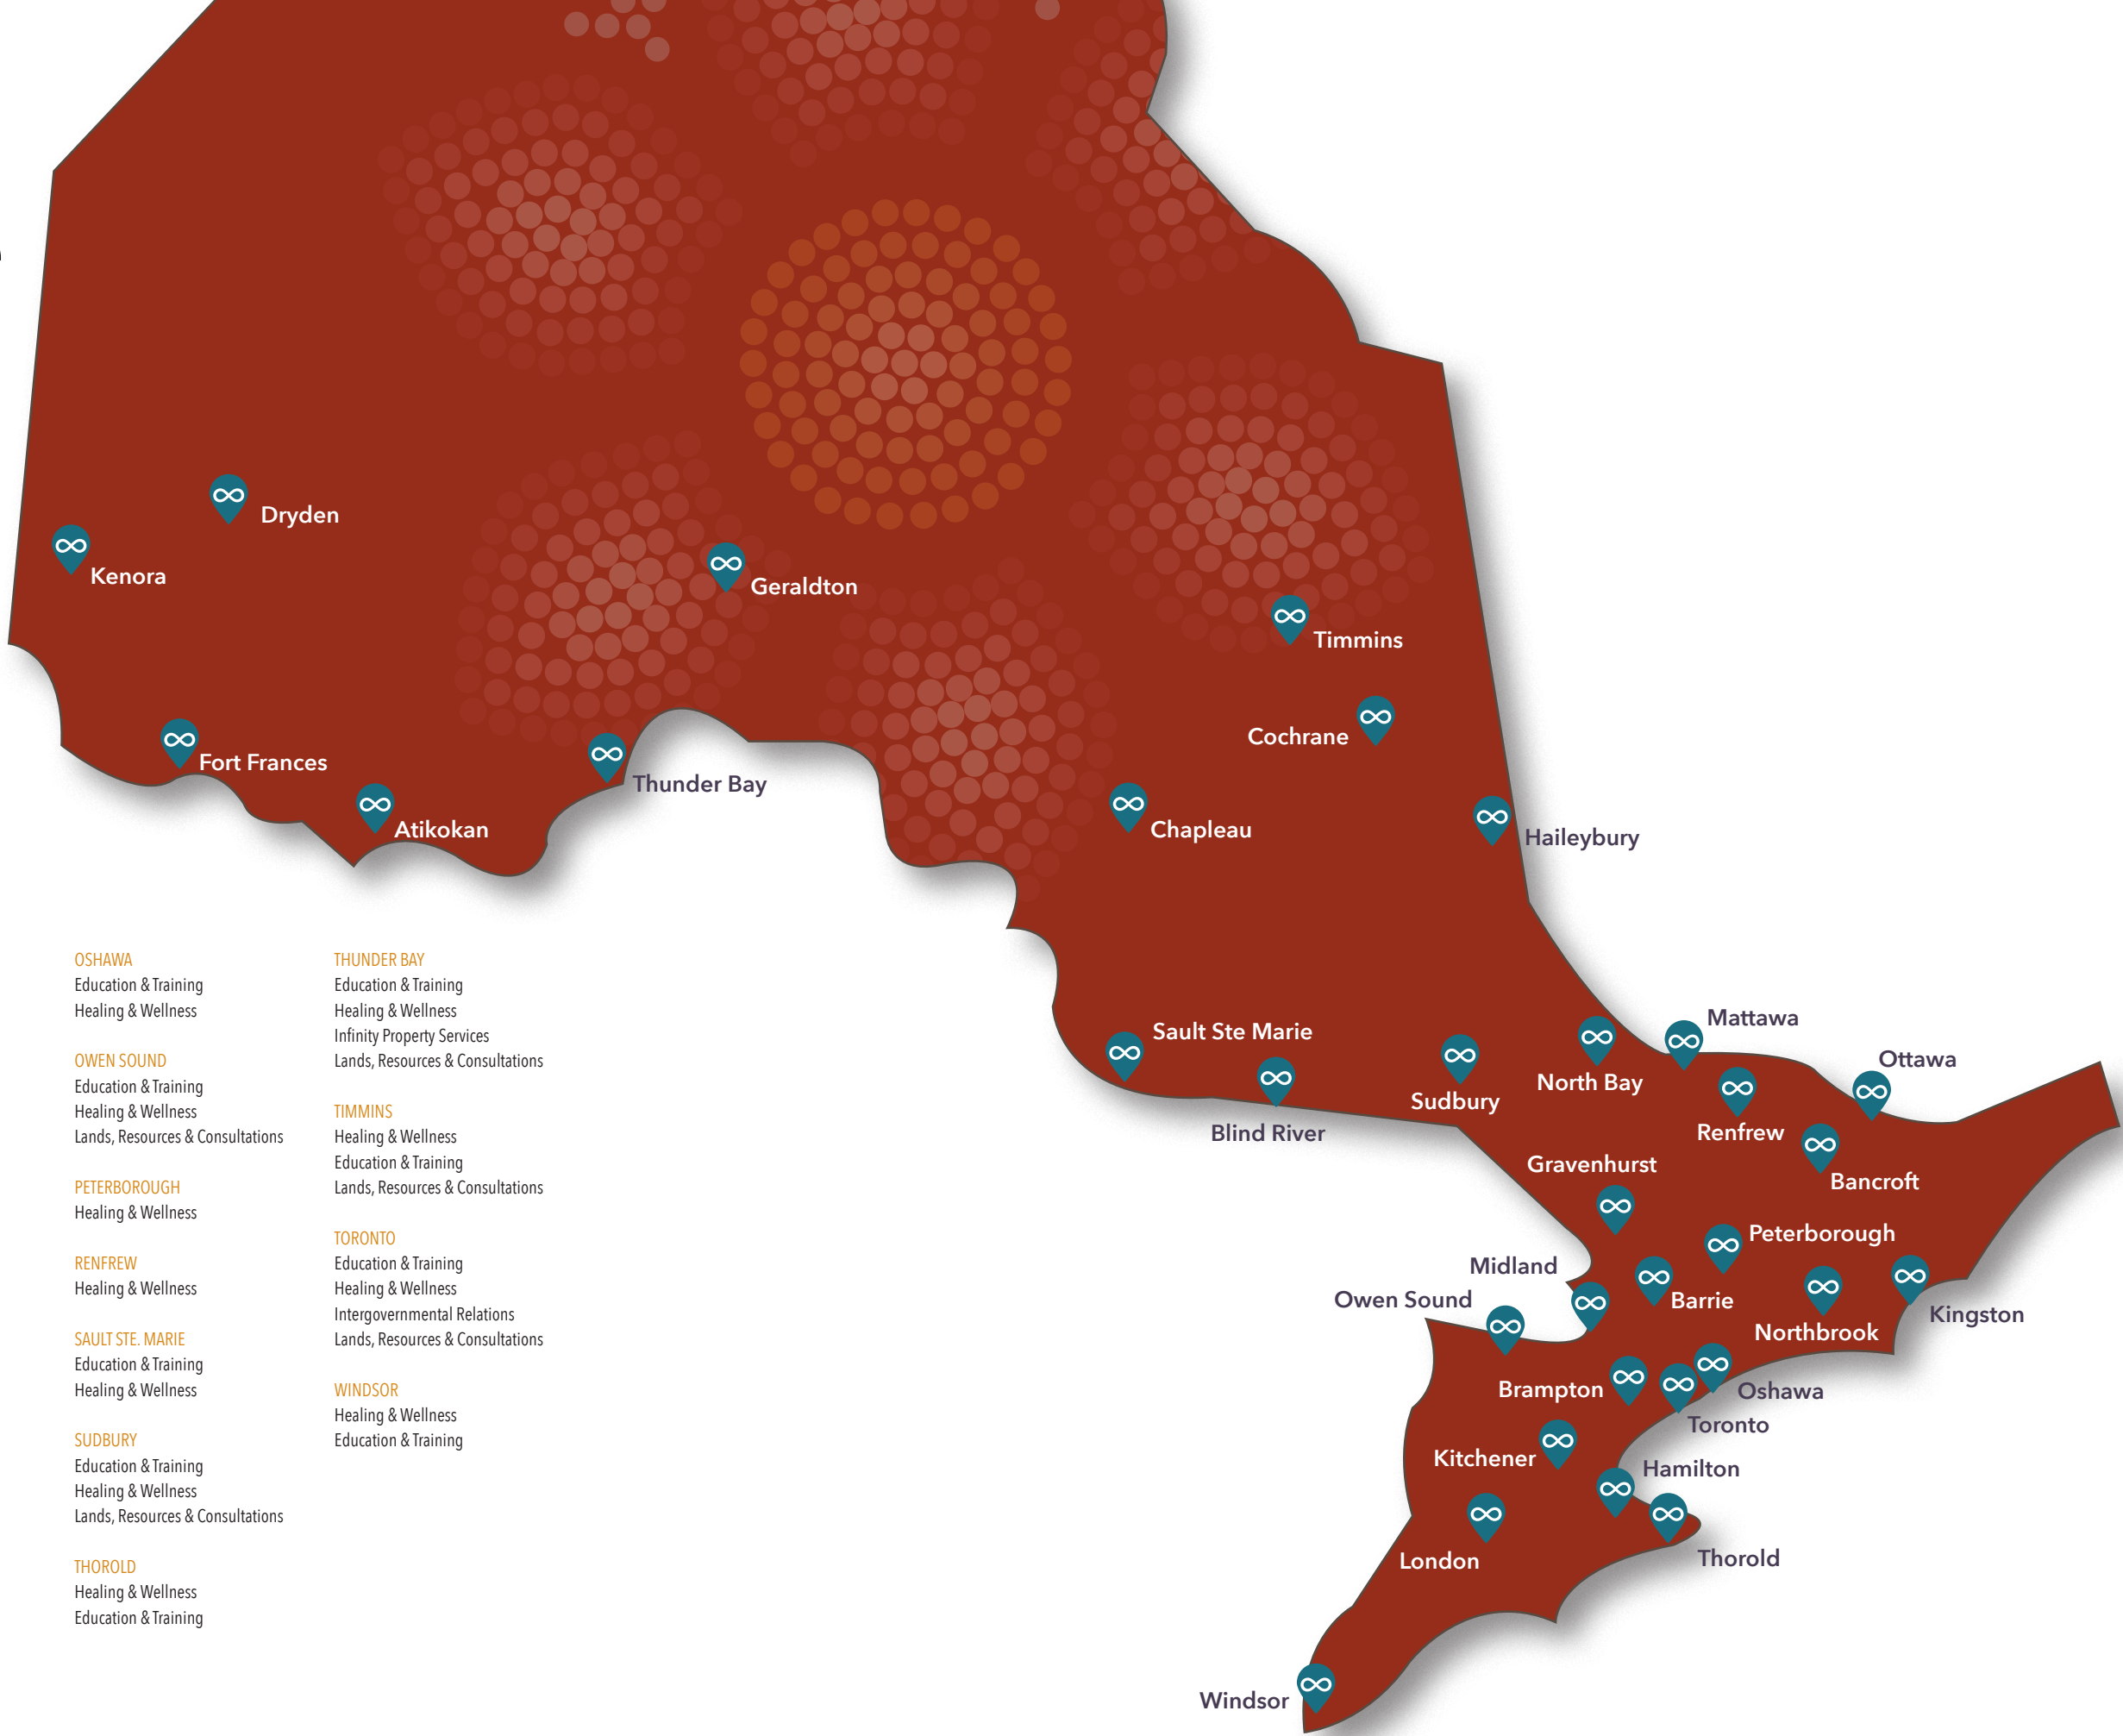 Dryden
Kenora
Geraldton
Timmins
Cochrane
Fort Frances
Thunder Bay
Atikokan
Chapleau
Haileybury
OSHAWA
Education & Training
Healing & Wellness
OWEN SOUND
Education & Training
Healing & Wellness
Lands, Resources & Consultations
PETERBOROUGH
Healing & Wellness
RENFREW
Healing & Wellness
SAULT STE. MARIE
Education & Training
Healing & Wellness
SUDBURY
Education & Training
Healing & Wellness
Lands, Resources & Consultations
THOROLD
Healing & Wellness
Education & Training
THUNDER BAY
Education & Training
Healing & Wellness
Infinity Property Services
Lands, Resources & Consultations
TIMMINS
Healing & Wellness
Education & Training
Lands, Resources & Consultations
TORONTO
Education & Training
Healing & Wellness
Intergovernmental Relations
Lands, Resources & Consultations
WINDSOR
Healing & Wellness
Education & Training
Mattawa
Sault Ste Marie
Ottawa
North Bay
Sudbury
Blind River
Renfrew
Gravenhurst
Bancroft
Peterborough
Midland
Owen Sound
Barrie
Kingston
Northbrook
Brampton
Oshawa
Toronto
Kitchener
Hamilton
London
Thorold
Windsor